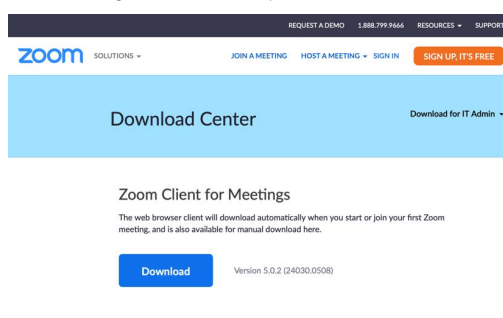 REQUEST A DEMO 1.888.799.9666 RESOURCES SUPPORT
zoom SOLUTIONS JOIN A MEETING HOST A MEETING SIGN IN SIGN UP, IT'S FREE
Download Center
Download for IT Admin
Zoom Client for Meetings
The web browser client will download automatically when you start or join your first Zoom
meeting, and is also available for manual download here.
Download Version 5.0.2 (24030.0508)